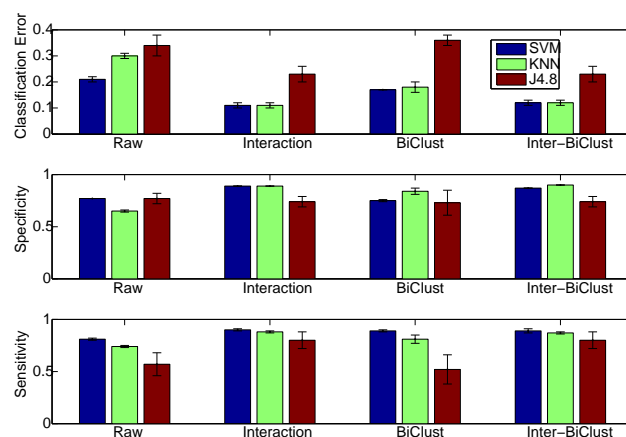 Classification Error
0.4
0.3
0.2
0.1
0
SVM
KNN
J4.8
Raw
Interaction
BiClust
Inter−BiClust
Specificity
1
0.5
0
Raw
Interaction
BiClust
Inter−BiClust
Sensitivity
1
0.5
0
Raw
Interaction
BiClust
Inter−BiClust